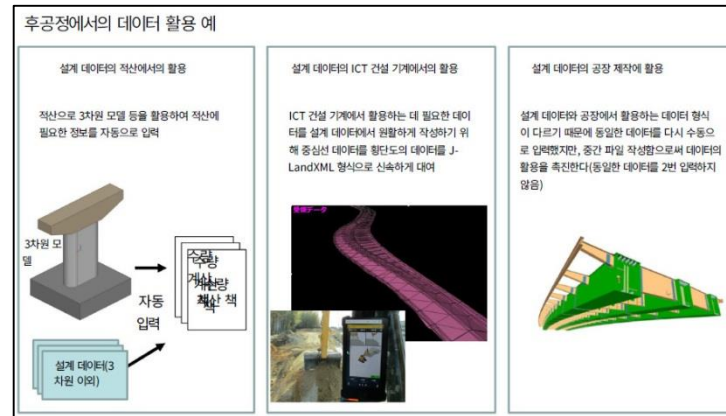 후공정에서의 데이터 활용 예
설계 데이터의 적산에서의 활용
적산으로 3차원 모델 등을 활용하여 적산에
필요한 정보를 자동으로 입력
3차원 모
델
자동
입력
수량
계산
책
설계 데이터(3
차원 이외)
설계 데이터의 ICT 건설 기계에서의 활용
ICT 건설 기계에서 활용하는 데 필요한 데이
터를 설계 데이터에서 원활하게 작성하기 위
해 중심선 데이터를 횡단도의 데이터를 J-
LandXML 형식으로 신속하게 대여
설계 데이터의 공장 제작에 활용
설계 데이터와 공장에서 활용하는 데이터 형식
이 다르기 때문에 동일한 데이터를 다시 수동으
로 입력했지만, 중간 파일 작성함으로써 데이터의
활용을 촉진한다(동일한 데이터를 2번 입력하지
않음)